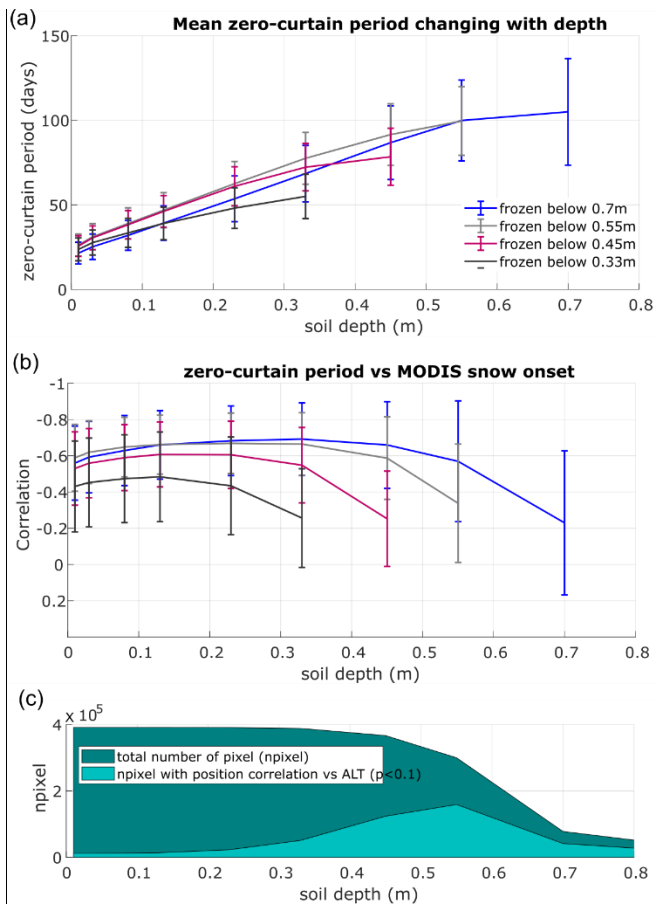 (a)
Mean zero-curtain period changing with depth
150
100
50
0
zero-curtain period (days)
frozen below 0.7m
frozen below 0.55m
frozen below 0.45m
frozen below 0.33m
0 0.1 0.2 0.3 0.4 0.5 0.6 0.7 0.8
soil depth (m)
(b)
zero-curtain period vs MODIS snow onset
-1
-0.8
-0.6
-0.4
-0.2
0
0.2
Correlation
0 0.1 0.2 0.3 0.4 0.5 0.6 0.7 0.8
soil depth (m)
(c)
4 x 10^5
2
0
npixel
total number of pixel (npixel)
npixel with position correlation vs ALT (p<0.1)
0 0.1 0.2 0.3 0.4 0.5 0.6 0.7 0.8
soil depth (m)